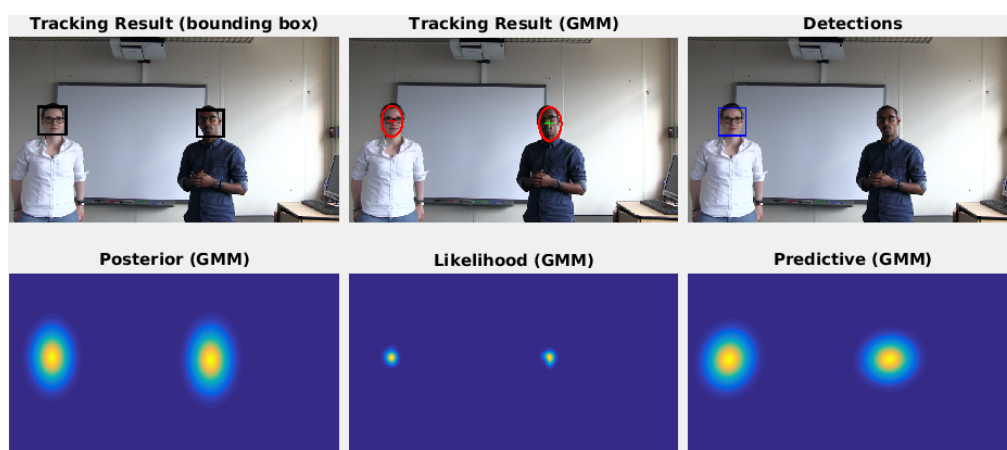 Tracking Result (bounding box)
Tracking Result (GMM)
Detections
Posterior (GMM)
Likelihood (GMM)
Predictive (GMM)